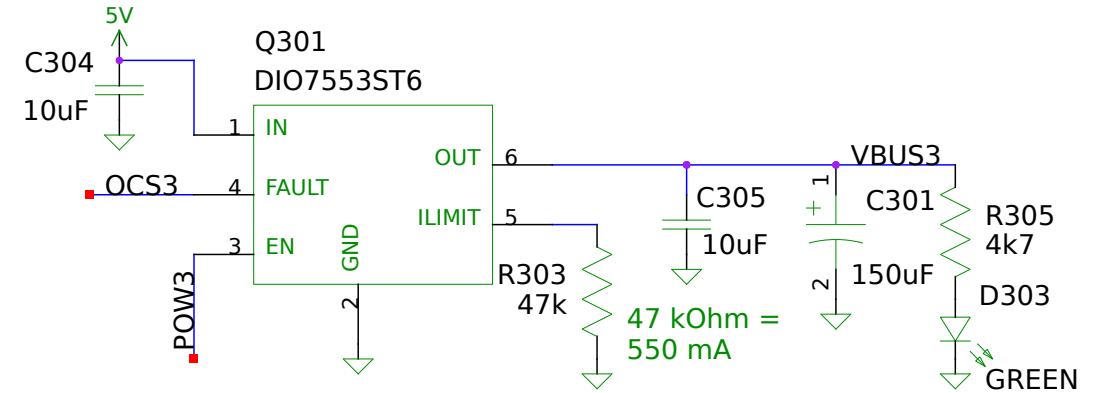 5V
C304
10uF
Q301
DIO7553ST6
1
IN
OCS3
4
FAULT
3
EN
POW3
GND
2
OUT
6
ILIMIT
5
R303
47k
47 kOhm =
550 mA
C305
10uF
VBUS3
1
+
C301
150uF
2
R305
4k7
D303
GREEN